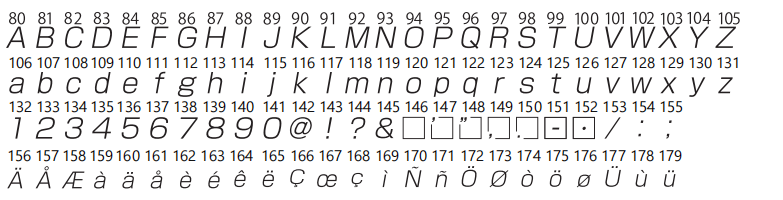 80 81 82 83 84 85 86 87 88 89 90 91 92 93 94 95 96 97 98 99 100 101 102 103 104 105
A B C D E F G H I J K L M N O P Q R S T U V W X Y Z
106 107 108 109 110 111 112 113 114 115 116 117 118 119 120 121 122 123 124 125 126 127 128 129 130 131
a b c d e f g h i j k l m n o p q r s t u v w x y z
132 133 134 135 136 137 138 139 140 141 142 143 144 145 146 147 148 149 150 151 152 153 154 155
1 2 3 4 5 6 7 8 9 0 @ ! ? & □ ' " , . - · / : ;
156 157 158 159 160 161 162 163 140 168 167 168 169 170 171 172 173 174 175 176 177 178 179
Ä Å Æ à ä å è é ê ë Ç œ ç ì Ñ ñ Ö Ø ò ö ø Ü ù ü